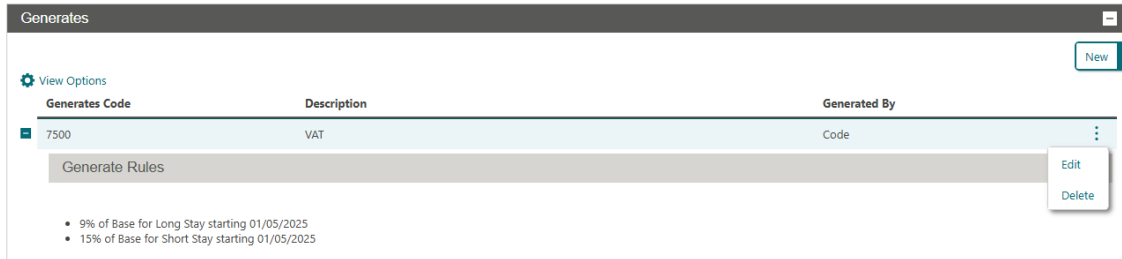 Generates
New
View Options
Generates Code Description Generated By
7500 VAT Code
Generate Rules
Edit
Delete
9% of Base for Long Stay starting 01/05/2025
15% of Base for Short Stay starting 01/05/2025